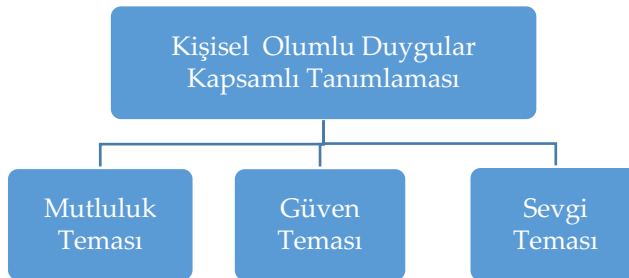 Kişisel Olumlu Duygular
Kapsamlı Tanımlaması
Mutluluk
Teması
Güven
Teması
Sevgi
Teması